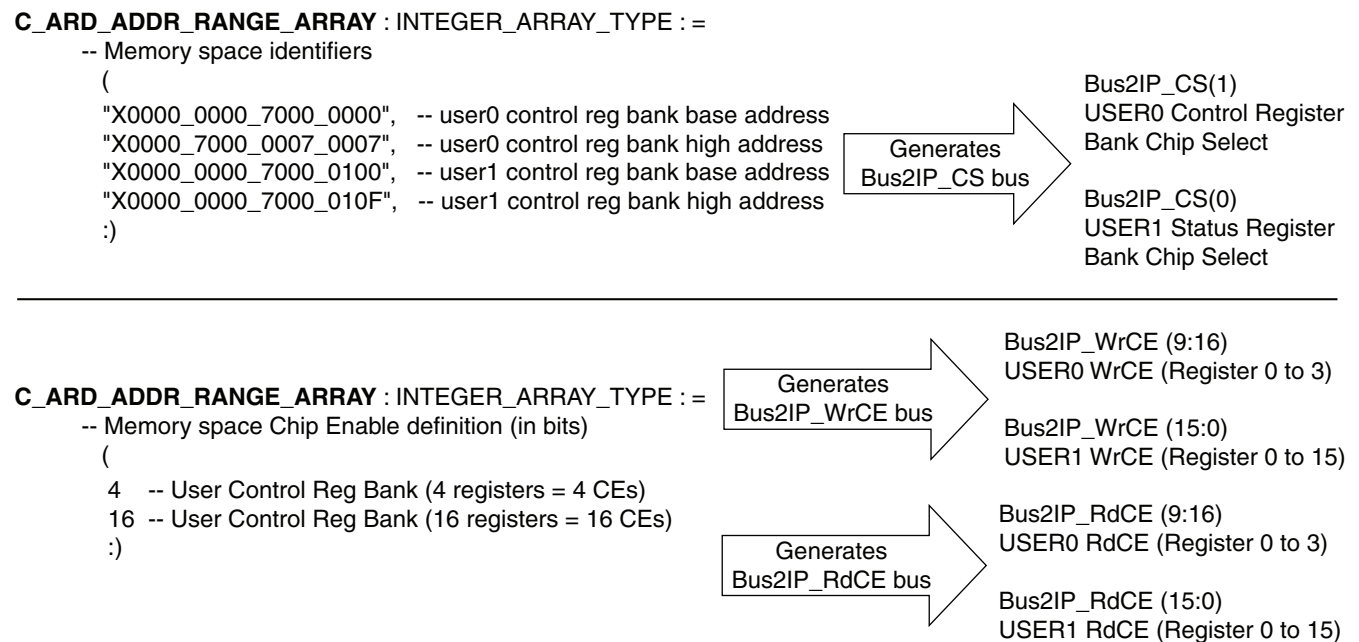 C_ARD_ADDR_RANGE_ARRAY : INTEGER_ARRAY_TYPE : =
-- Memory space identifiers
(
"X0000_0000_7000_0000", -- user0 control reg bank base address
"X0000_7000_0007_0007", -- user0 control reg bank high address
"X0000_0000_7000_0100", -- user1 control reg bank base address
"X0000_0000_7000_010F", -- user1 control reg bank high address
:)
Generates
Bus2IP_CS bus
Bus2IP_CS(1)
USER0 Control Register
Bank Chip Select
Bus2IP_CS(0)
USER1 Status Register
Bank Chip Select
C_ARD_ADDR_RANGE_ARRAY : INTEGER_ARRAY_TYPE : =
-- Memory space Chip Enable definition (in bits)
(
4 -- User Control Reg Bank (4 registers = 4 CEs)
16 -- User Control Reg Bank (16 registers = 16 CEs)
:)
Generates
Bus2IP_WrCE bus
Bus2IP_WrCE (9:16)
USER0 WrCE (Register 0 to 3)
Bus2IP_WrCE (15:0)
USER1 WrCE (Register 0 to 15)
Generates
Bus2IP_RdCE bus
Bus2IP_RdCE (9:16)
USER0 RdCE (Register 0 to 3)
Bus2IP_RdCE (15:0)
USER1 RdCE (Register 0 to 15)